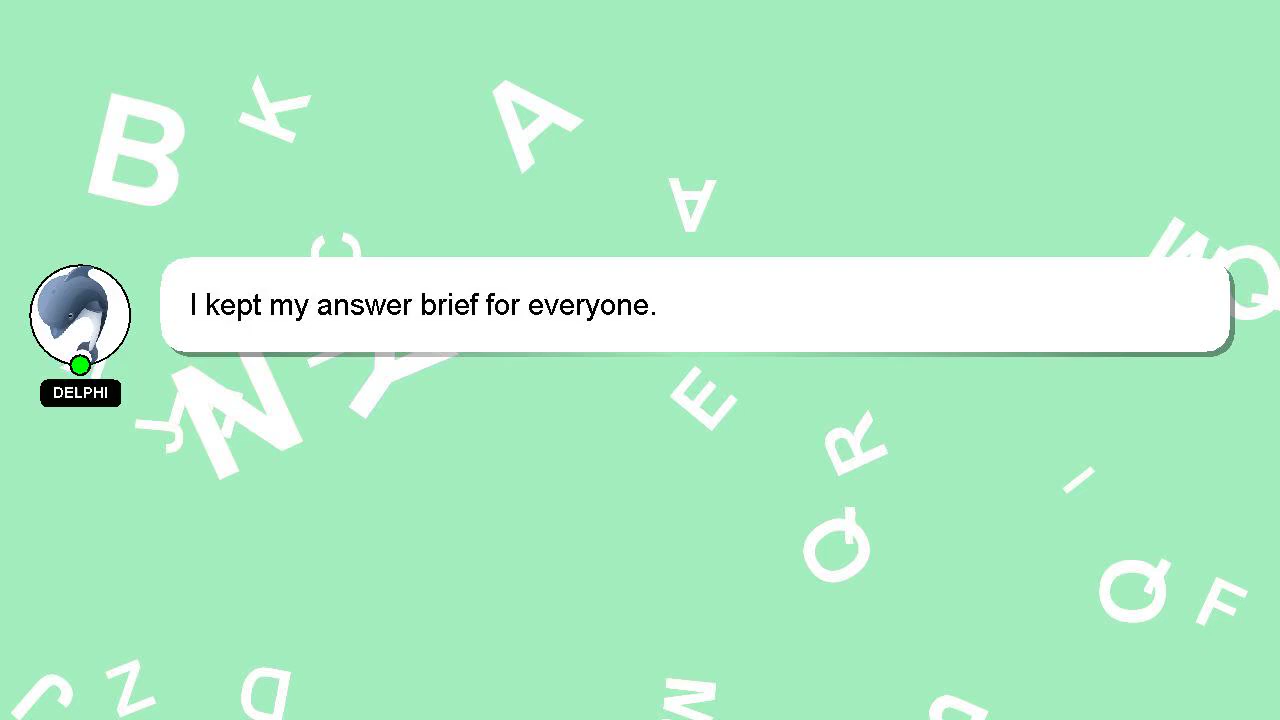 B
K
A
A
C
M
Q
I kept my answer brief for everyone.
DELPHI
N
Y
J
A
E
R
I
Q
Q
F
J
Z
D
M